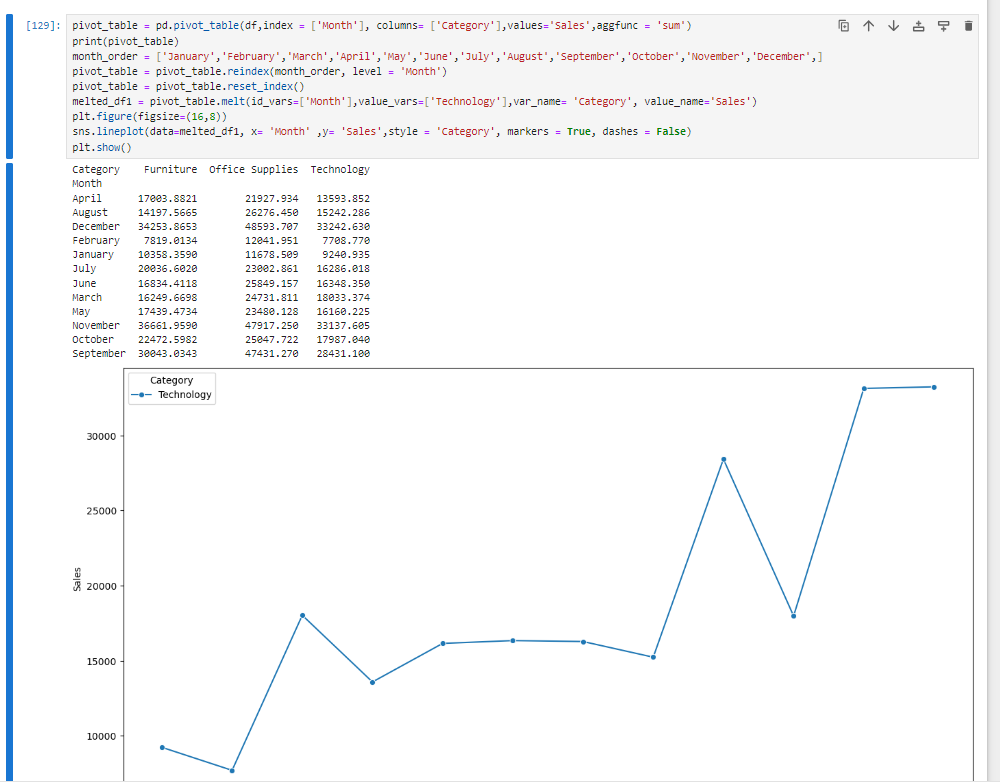 [129]: pivot_table = pd.pivot_table(df,index = ['Month'], columns= ['Category'],values='Sales',aggfunc = 'sum')
print(pivot_table)
month_order = ['January','February','March','April','May','June','July','August','September','October','November','December',]
pivot_table = pivot_table.reindex(month_order, level = 'Month')
pivot_table = pivot_table.reset_index()
melted_df1 = pivot_table.melt(id_vars=['Month'],value_vars=['Technology'],var_name= 'Category', value_name='Sales')
plt.figure(figsize=(16,8))
sns.lineplot(data=melted_df1, x= 'Month' ,y= 'Sales',style = 'Category', markers = True, dashes = False)
plt.show()
Category Furniture Office Supplies Technology
Month
April 17003.8821 21927.934 13593.852
August 14197.5665 26276.450 15242.286
December 34253.8653 48593.707 33242.630
February 7819.0134 12041.951 7708.770
January 10358.3590 11678.509 9240.935
July 20036.6020 23002.861 16286.018
June 16834.4118 25849.157 16348.350
March 16249.6698 24731.811 18033.374
May 17439.4734 23480.128 16160.225
November 36661.9590 47917.250 33137.605
October 22472.5982 25047.722 17987.040
September 30043.0343 47431.270 28431.100
Category
Technology
30000
25000
Sales
20000
15000
10000